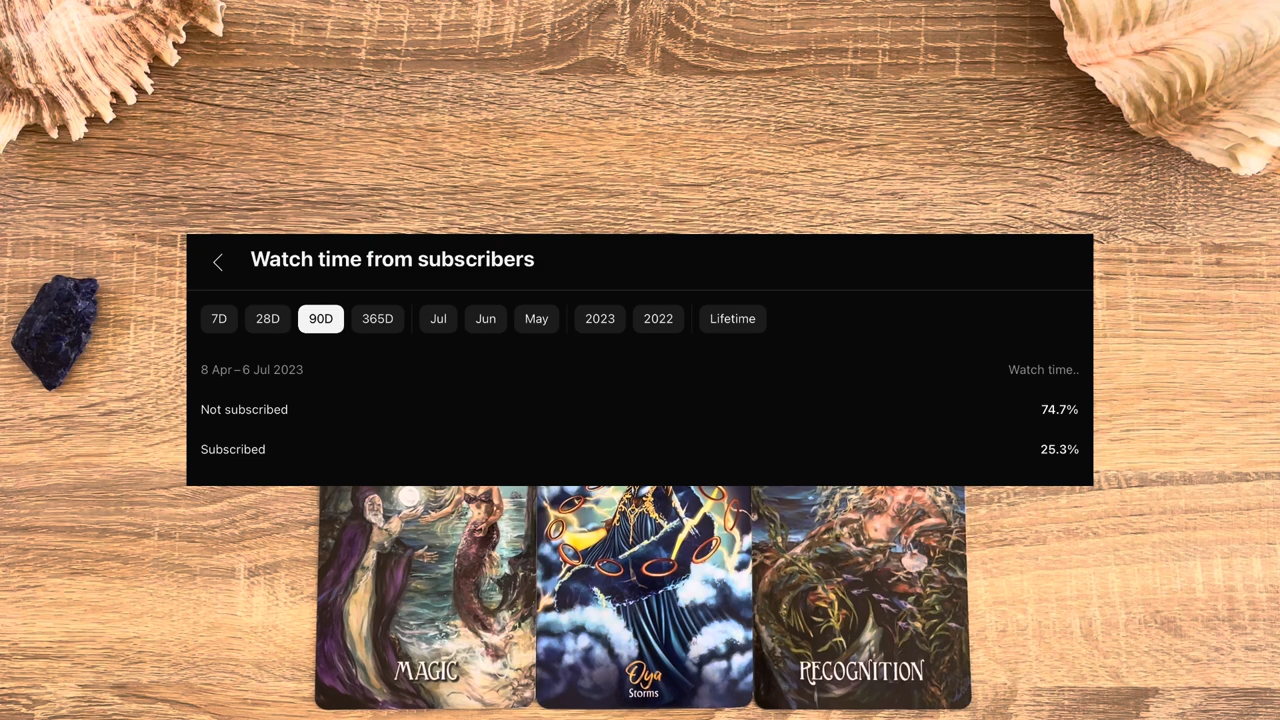 Watch time from subscribers
7D 28D 90D 365D Jul Jun May 2023 2022 Lifetime
8 Apr – 6 Jul 2023 Watch time..
Not subscribed 74.7%
Subscribed 25.3%
MAGIC
Oya
Storms
RECOGNITION